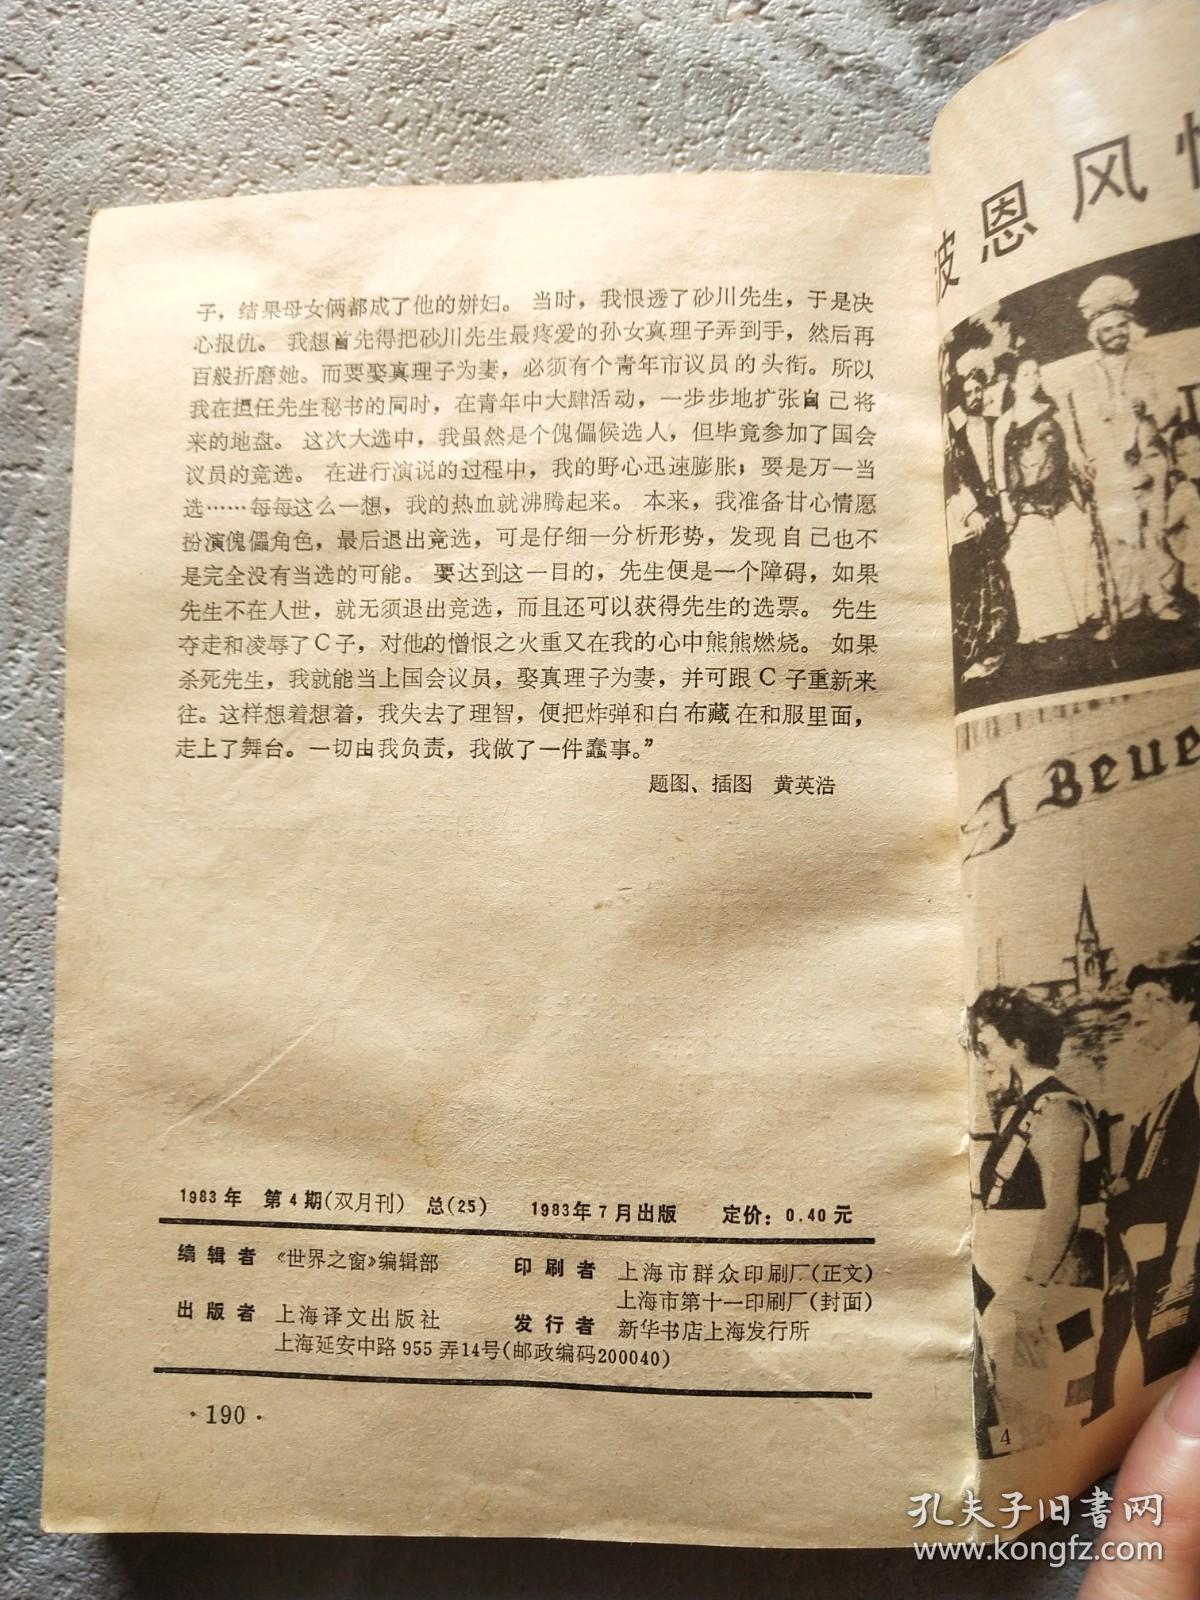 子，结果母女俩都成了他的姘妇。当时，我恨透了砂川先生，于是决
心报仇。我想首先得把砂川先生最疼爱的孙女真理子弄到手，然后再
百般折磨她。而要娶真理子为妻，必须有个青年市议员的头衔。所以
我在担任先生秘书的同时，在青年中大肆活动，一步步地扩张自己将
来的地盘。这次大选中，我虽然是个傀儡候选人，但毕竟参加了国会
议员的竞选。在进行演说的过程中，我的野心迅速膨胀；要是万一当
选……每每这么一想，我的热血就沸腾起来。本来，我准备甘心情愿
扮演傀儡角色，最后退出竞选，可是仔细一分析形势，发现自己也不
是完全没有当选的可能。要达到这一目的，先生便是一个障碍，如果
先生不在人世，就无须退出竞选，而且还可以获得先生的选票。先生
夺走和凌辱了C子，对他的憎恨之火重又在我的心中熊熊燃烧。如果
杀死先生，我就能当上国会议员，娶真理子为妻，并可跟C子重新来
往。这样想着想着，我失去了理智，便把炸弹和白布藏在和服里面，
走上了舞台。一切由我负责，我做了一件蠢事。”
题图、插图 黄英浩
1983年 第4期(双月刊) 总(25) 1983年7月出版 定价：0.40元
编辑者 《世界之窗》编辑部
印刷者 上海市群众印刷厂(正文)
上海市第十一印刷厂(封面)
出版者 上海译文出版社
发行者 新华书店上海发行所
上海延安中路955弄14号(邮政编码200040)
·190·
波恩风情
Beue
4
孔夫子旧书网
www.kongfz.com